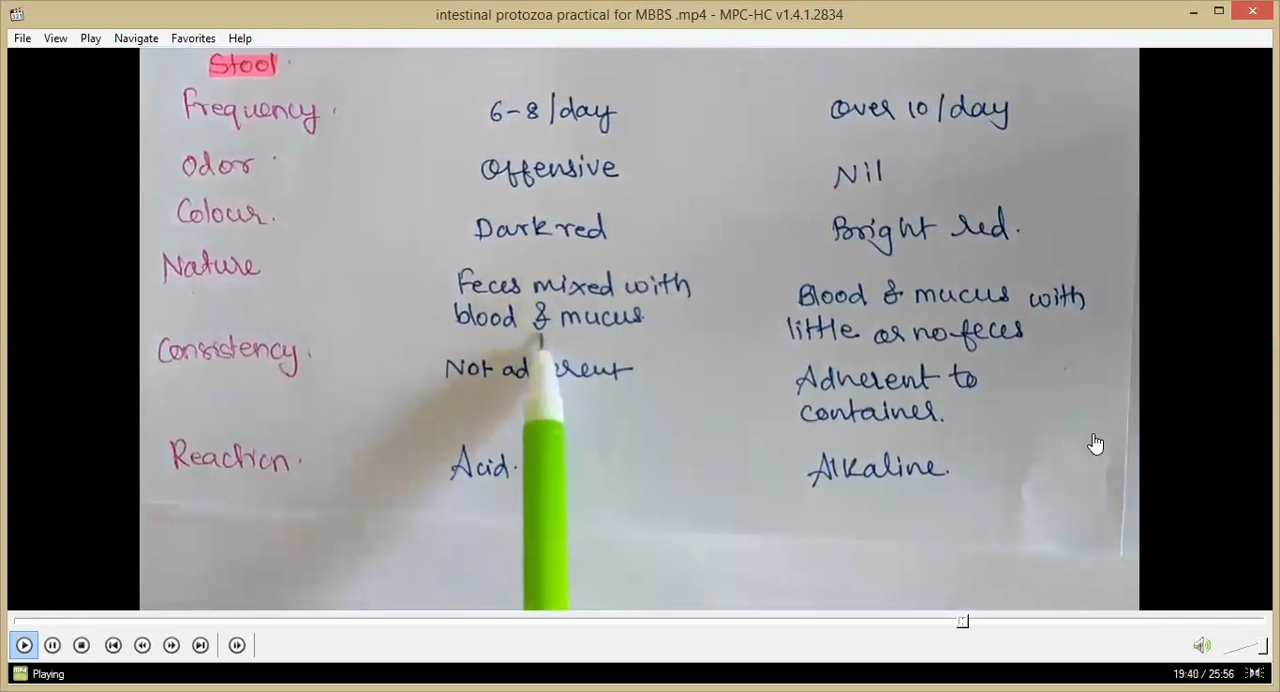 intestinal protozoa practical for MBBS .mp4 - MPC-HC v1.4.1.2834
File View Play Navigate Favorites Help
Stool
Frequency. 6-8/day Over 10/day
Odor Offensive Nil
Colour. Dark red Bright red.
Nature Feces mixed with blood & mucus Blood & mucus with little or no feces
Consistency. Not adherent Adherent to container.
Reaction. Acid. Alkaline.
Playing 19:40 / 25:56